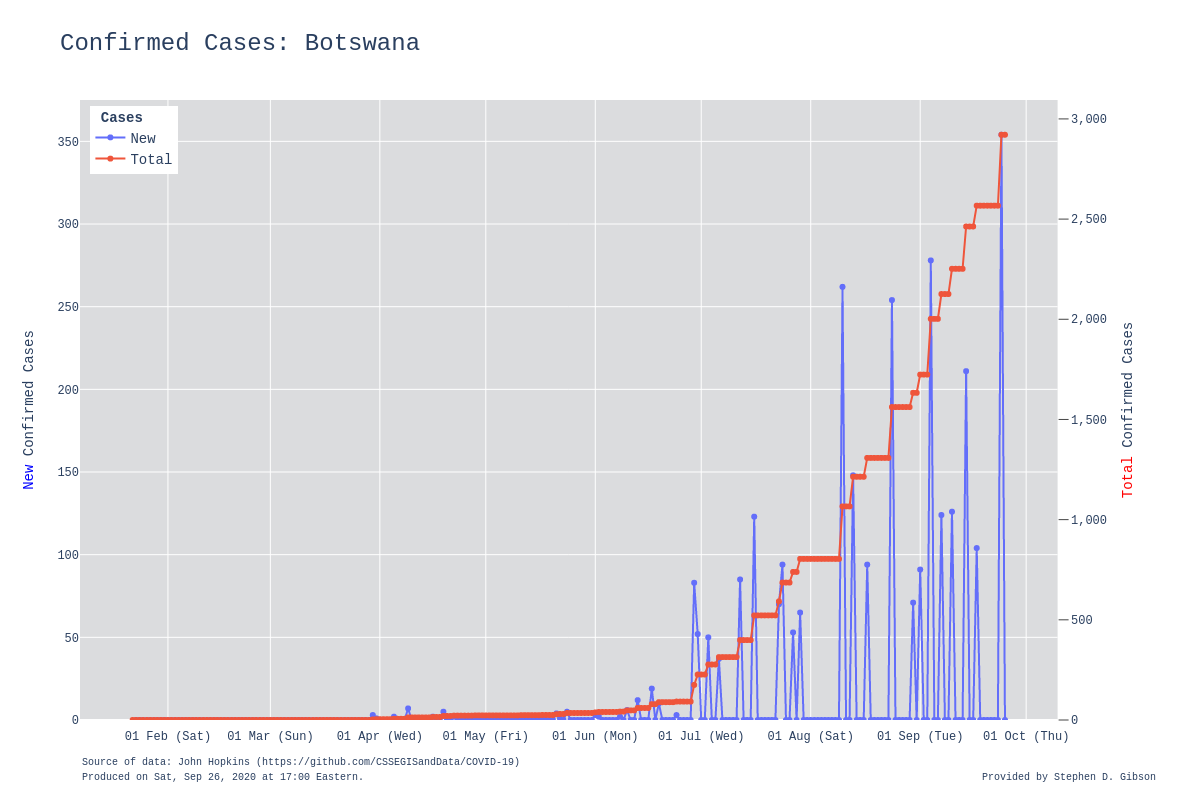 Confirmed Cases: Botswana
Cases
New
Total
350
300
250
200
150
100
50
0
New Confirmed Cases
3,000
2,500
2,000
1,500
1,000
500
0
Total Confirmed Cases
01 Feb (Sat) 01 Mar (Sun) 01 Apr (Wed) 01 May (Fri) 01 Jun (Mon) 01 Jul (Wed) 01 Aug (Sat) 01 Sep (Tue) 01 Oct (Thu)
Source of data: John Hopkins (https://github.com/CSSEGISandData/COVID-19)
Produced on Sat, Sep 26, 2020 at 17:00 Eastern.
Provided by Stephen D. Gibson